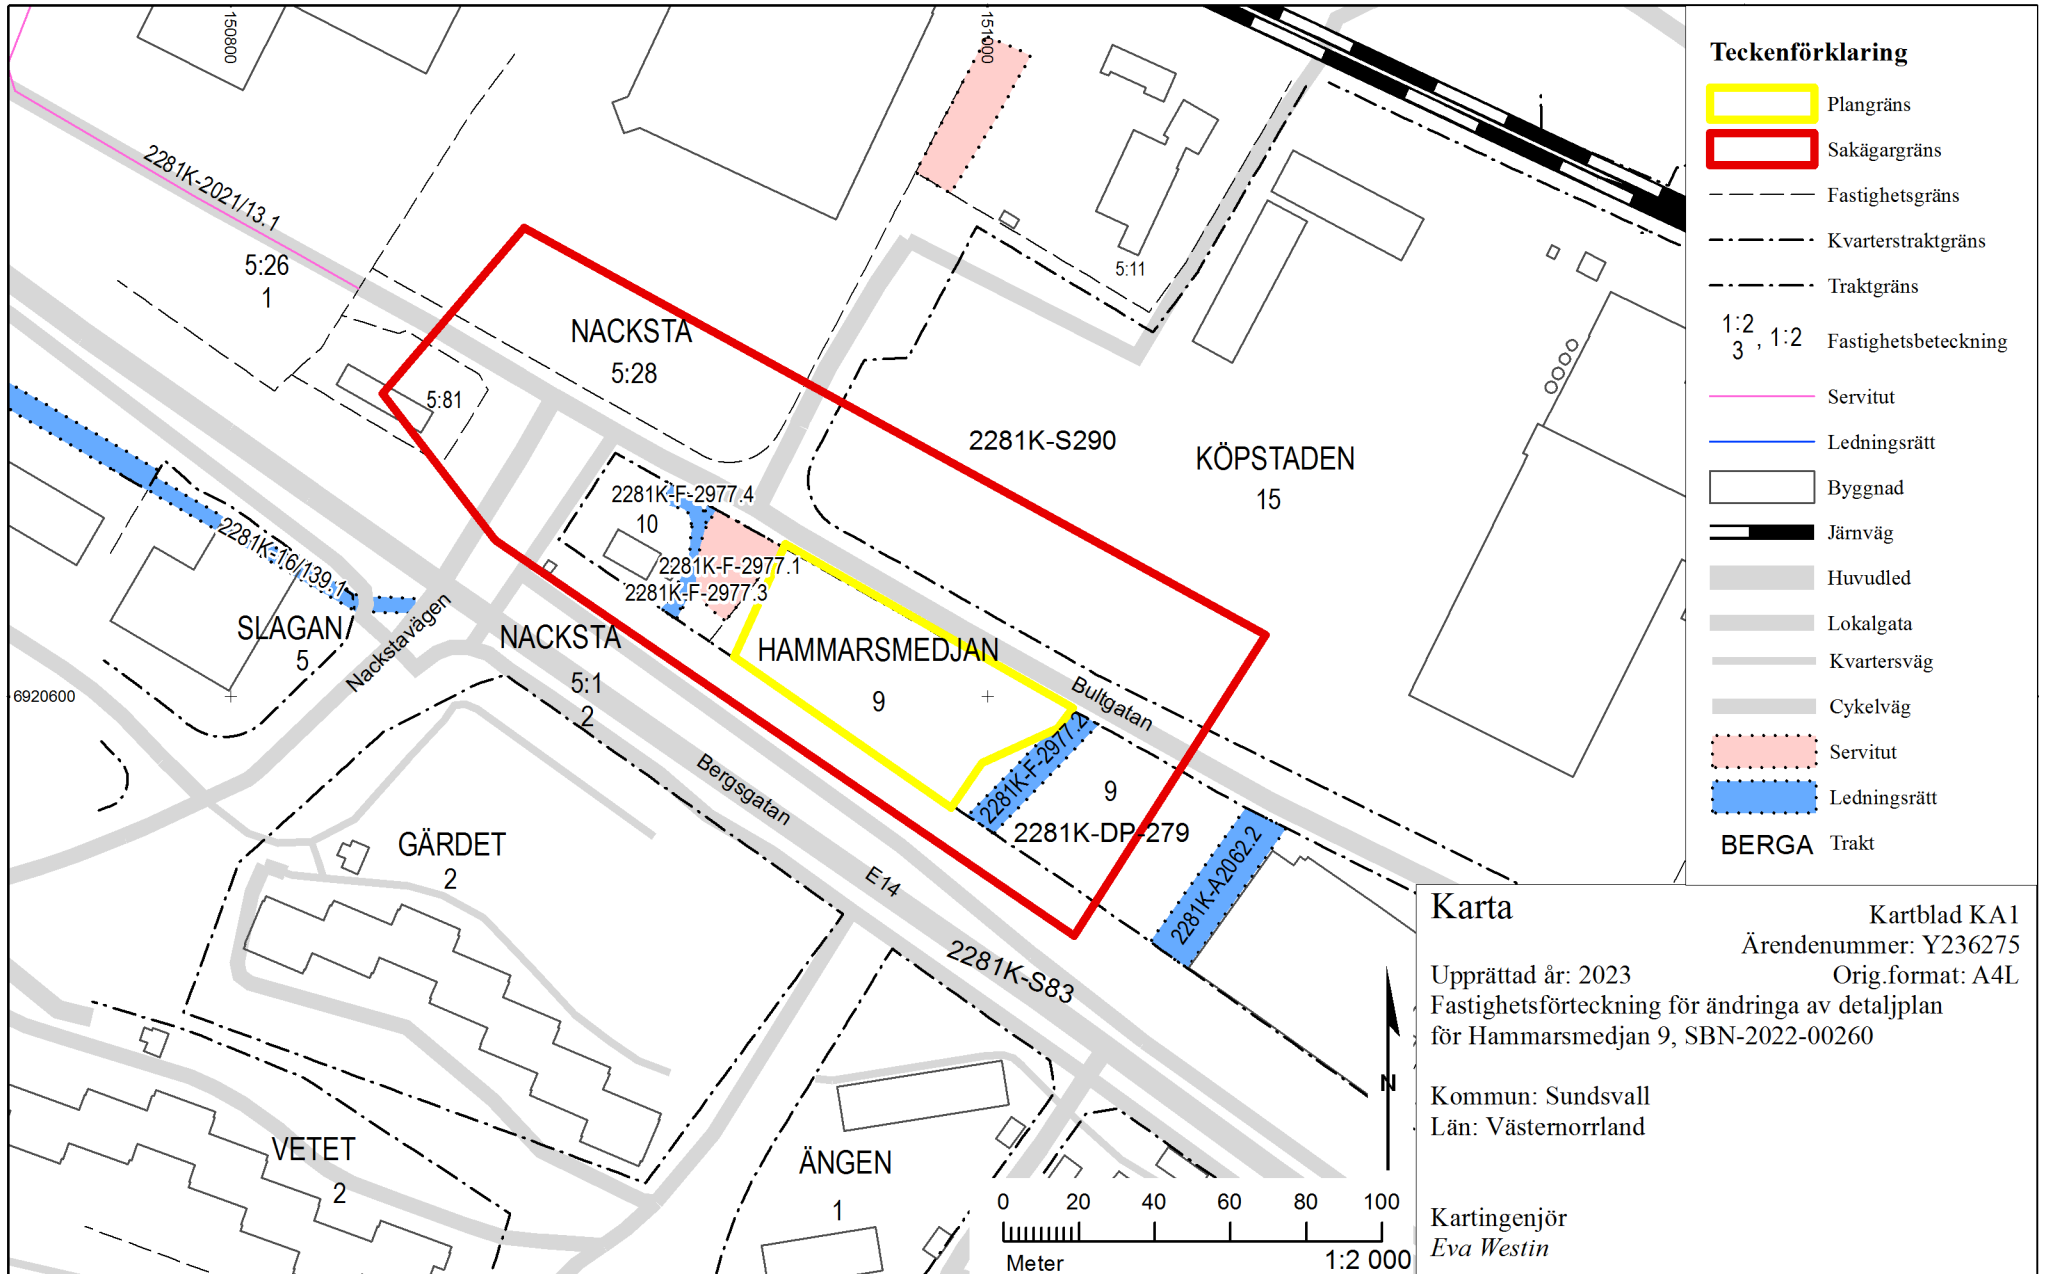 150800
151000
2281K-2021/13.1
5:26
1
5:11
NACKSTA
5:28
5:81
2281K-S290
KÖPSTADEN
15
2281K-F-2977.4
10
2281K-F-2977.1
2281K-F-2977.3
2281K-16/139.1
SLAGAN
5
Nackstavägen
NACKSTA
5:1
2
HAMMARSMEDJAN
9
Bultgatan
6920600
2281K-F-2977.2
9
2281K-DP-279
Bergsgatan
E14
2281K-A2062.2
GÄRDET
2
2281K-S83
VETET
2
ÄNGEN
1
0 20 40 60 80 100
Meter
1:2 000
N
Teckenförklaring
Plangräns
Sakägargräns
Fastighetsgräns
Kvarterstraktgräns
Traktgräns
1:2
3 , 1:2 Fastighetsbeteckning
Servitut
Ledningsrätt
Byggnad
Järnväg
Huvudled
Lokalgata
Kvartersväg
Cykelväg
Servitut
Ledningsrätt
BERGA Trakt
Karta
Kartblad KA1
Ärendenummer: Y236275
Upprättad år: 2023 Orig.format: A4L
Fastighetsförteckning för ändringa av detaljplan
för Hammarsmedjan 9, SBN-2022-00260
Kommun: Sundsvall
Län: Västernorrland
Kartingenjör
Eva Westin